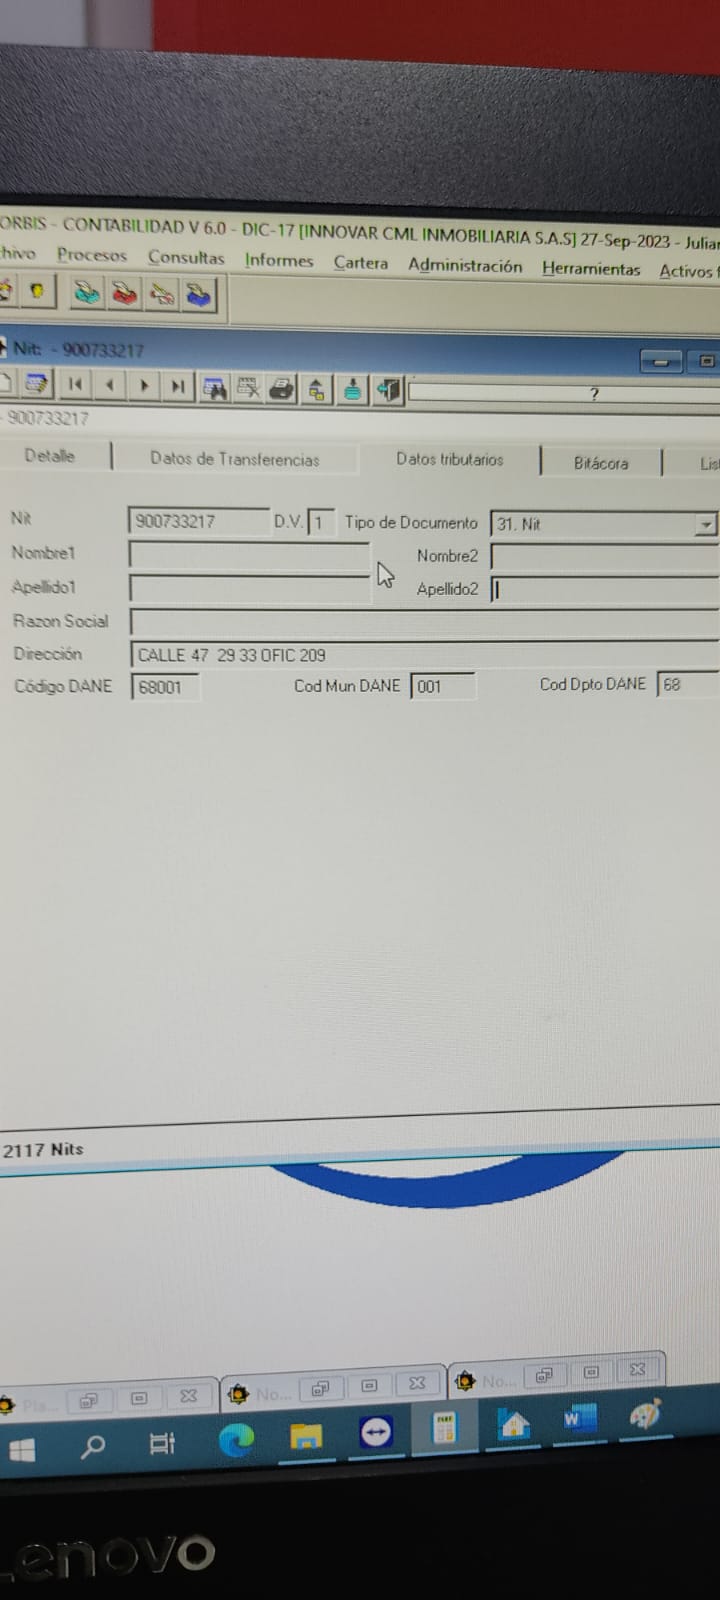 ORBIS - CONTABILIDAD V 6.0 - DIC-17 [INNOVAR CML INMOBILIARIA S.A.S] 27-Sep-2023 - Julian
chivo Procesos Consultas Informes Cartera Administración Herramientas Activos f
Nit: - 900733217
?
- 900733217
Detalle Datos de Transferencias Datos tributarios Bitácora List
Nit 900733217 D.V. 1 Tipo de Documento 31. Nit
Nombre1 Nombre2
Apellido1 Apellido2
Razon Social
Dirección CALLE 47 29 33 OFIC 209
Código DANE 68001 Cod Mun DANE 001 Cod Dpto DANE 68
2117 Nits
Pla... No... No...
W
Lenovo